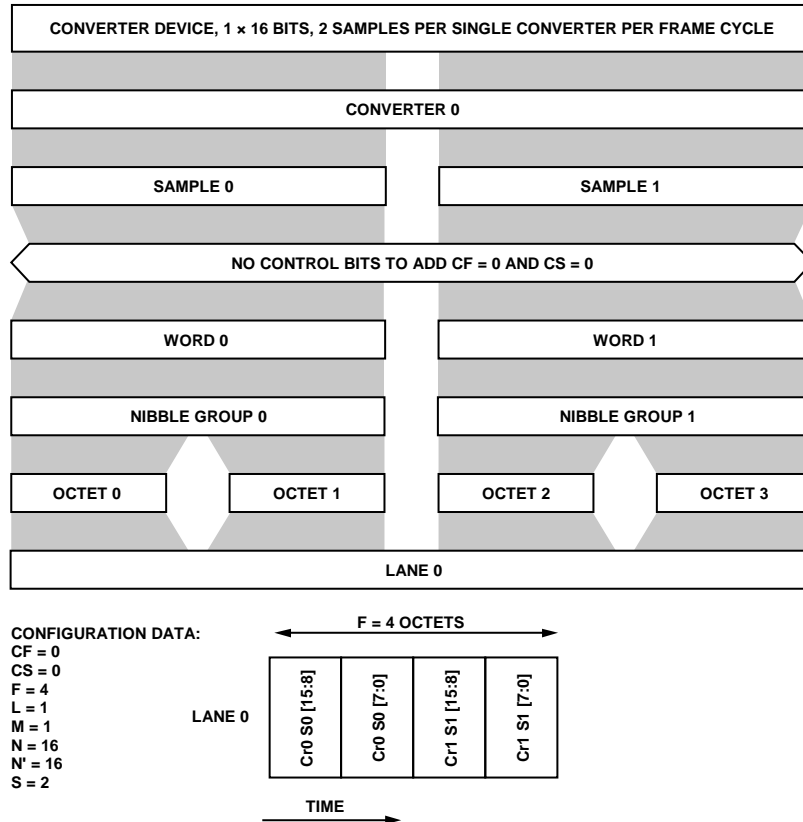 CONVERTER DEVICE, 1 × 16 BITS, 2 SAMPLES PER SINGLE CONVERTER PER FRAME CYCLE
CONVERTER 0
SAMPLE 0
SAMPLE 1
NO CONTROL BITS TO ADD CF = 0 AND CS = 0
WORD 0
WORD 1
NIBBLE GROUP 0
NIBBLE GROUP 1
OCTET 0
OCTET 1
OCTET 2
OCTET 3
LANE 0
CONFIGURATION DATA:
CF = 0
CS = 0
F = 4
L = 1
M = 1
N = 16
N' = 16
S = 2
F = 4 OCTETS
LANE 0
Cr0 S0 [15:8]
Cr0 S0 [7:0]
Cr1 S1 [15:8]
Cr1 S1 [7:0]
TIME